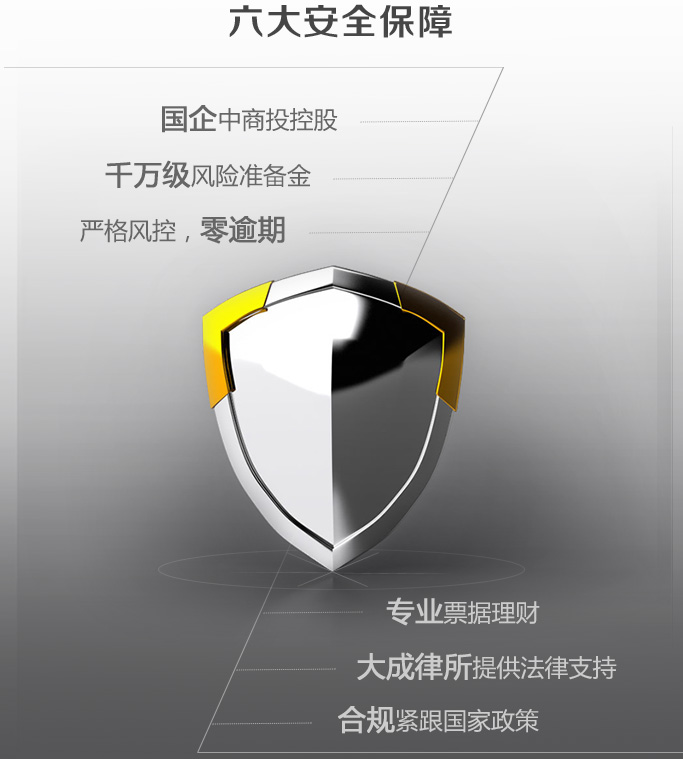 六大安全保障
国企中商投控股
千万级风险准备金
严格风控，零逾期
专业票据理财
大成律所提供法律支持
合规紧跟国家政策